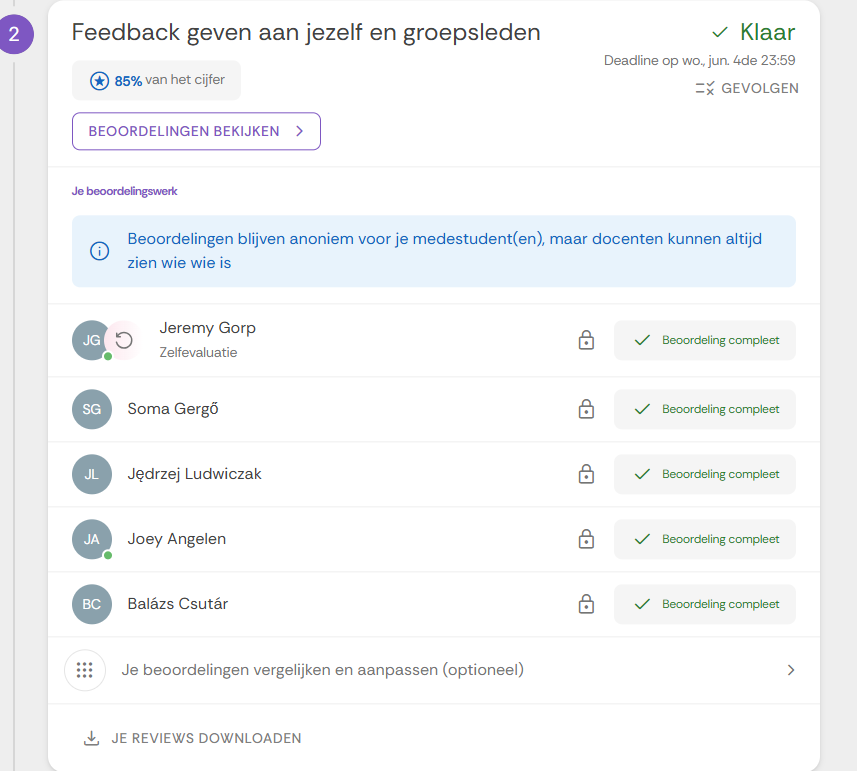 2
Feedback geven aan jezelf en groepsleden
Klaar
Deadline op wo., jun. 4de 23:59
85% van het cijfer
GEVOLGEN
BEOORDELINGEN BEKIJKEN
Je beoordelingswerk
Beoordelingen blijven anoniem voor je medestudent(en), maar docenten kunnen altijd
zien wie wie is
JG
Jeremy Gorp
Zelfevaluatie
Beoordeling compleet
SG
Soma Gergő
Beoordeling compleet
JL
Jędrzej Ludwiczak
Beoordeling compleet
JA
Joey Angelen
Beoordeling compleet
BC
Balázs Csutár
Beoordeling compleet
Je beoordelingen vergelijken en aanpassen (optioneel)
JE REVIEWS DOWNLOADEN